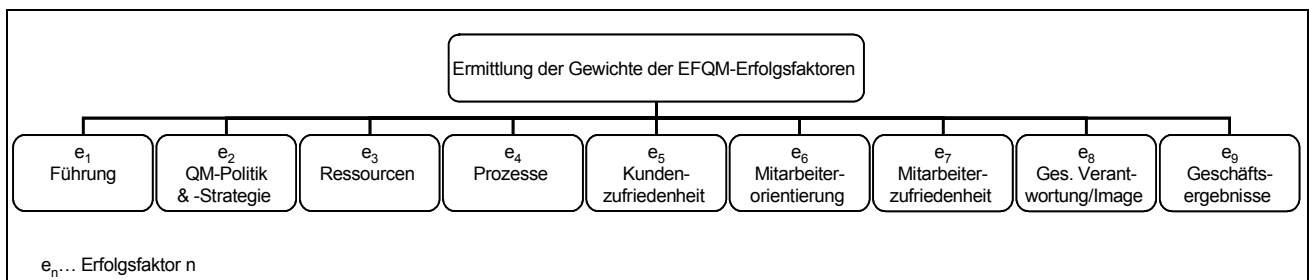 Ermittlung der Gewichte der EFQM-Erfolgsfaktoren
e1
Führung
e2
QM-Politik
& -Strategie
e3
Ressourcen
e4
Prozesse
e5
Kunden-
zufriedenheit
e6
Mitarbeiter-
orientierung
e7
Mitarbeiter-
zufriedenheit
e8
Ges. Verant-
wortung/Image
e9
Geschäfts-
ergebnisse
en… Erfolgsfaktor n